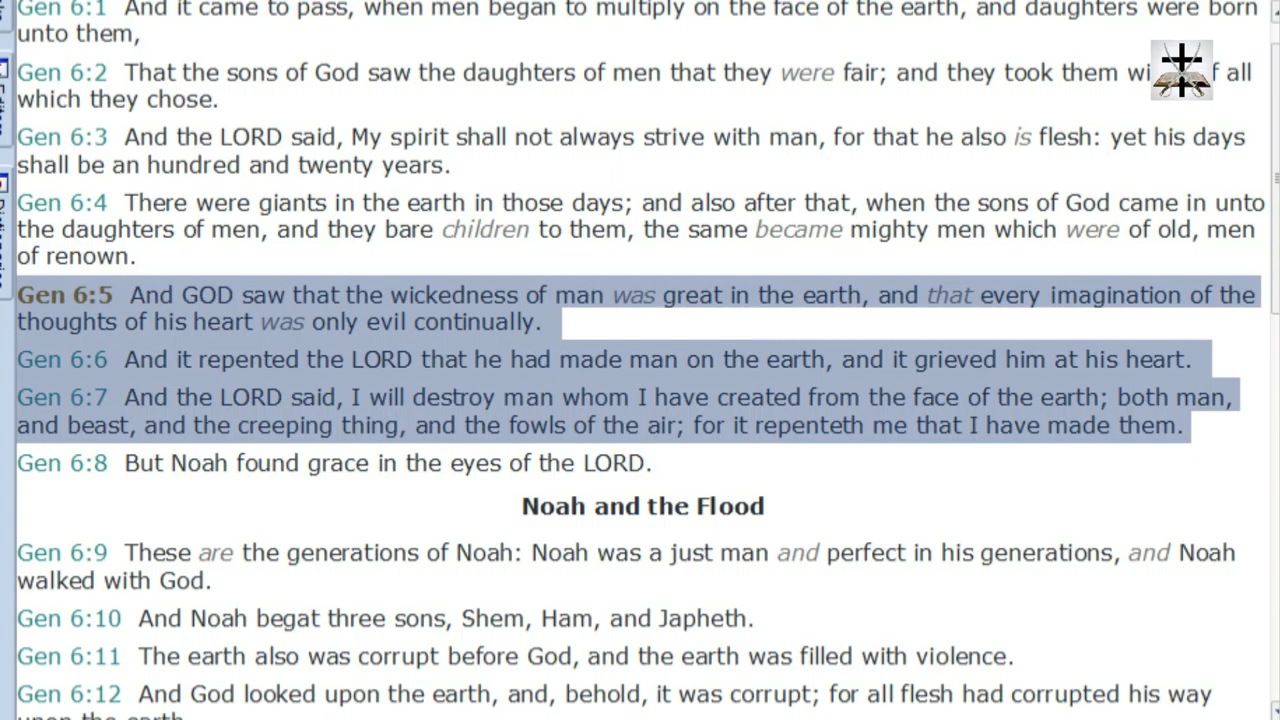 Gen 6:1 And it came to pass, when men began to multiply on the face of the earth, and daughters were born
unto them,
Gen 6:2 That the sons of God saw the daughters of men that they were fair; and they took them all
which they chose.
Gen 6:3 And the LORD said, My spirit shall not always strive with man, for that he also is flesh: yet his days
shall be an hundred and twenty years.
Gen 6:4 There were giants in the earth in those days; and also after that, when the sons of God came in unto
the daughters of men, and they bare children to them, the same became mighty men which were of old, men
of renown.
Gen 6:5 And GOD saw that the wickedness of man was great in the earth, and that every imagination of the
thoughts of his heart was only evil continually.
Gen 6:6 And it repented the LORD that he had made man on the earth, and it grieved him at his heart.
Gen 6:7 And the LORD said, I will destroy man whom I have created from the face of the earth; both man,
and beast, and the creeping thing, and the fowls of the air; for it repenteth me that I have made them.
Gen 6:8 But Noah found grace in the eyes of the LORD.
Noah and the Flood
Gen 6:9 These are the generations of Noah: Noah was a just man and perfect in his generations, and Noah
walked with God.
Gen 6:10 And Noah begat three sons, Shem, Ham, and Japheth.
Gen 6:11 The earth also was corrupt before God, and the earth was filled with violence.
Gen 6:12 And God looked upon the earth, and, behold, it was corrupt; for all flesh had corrupted his way
upon the earth